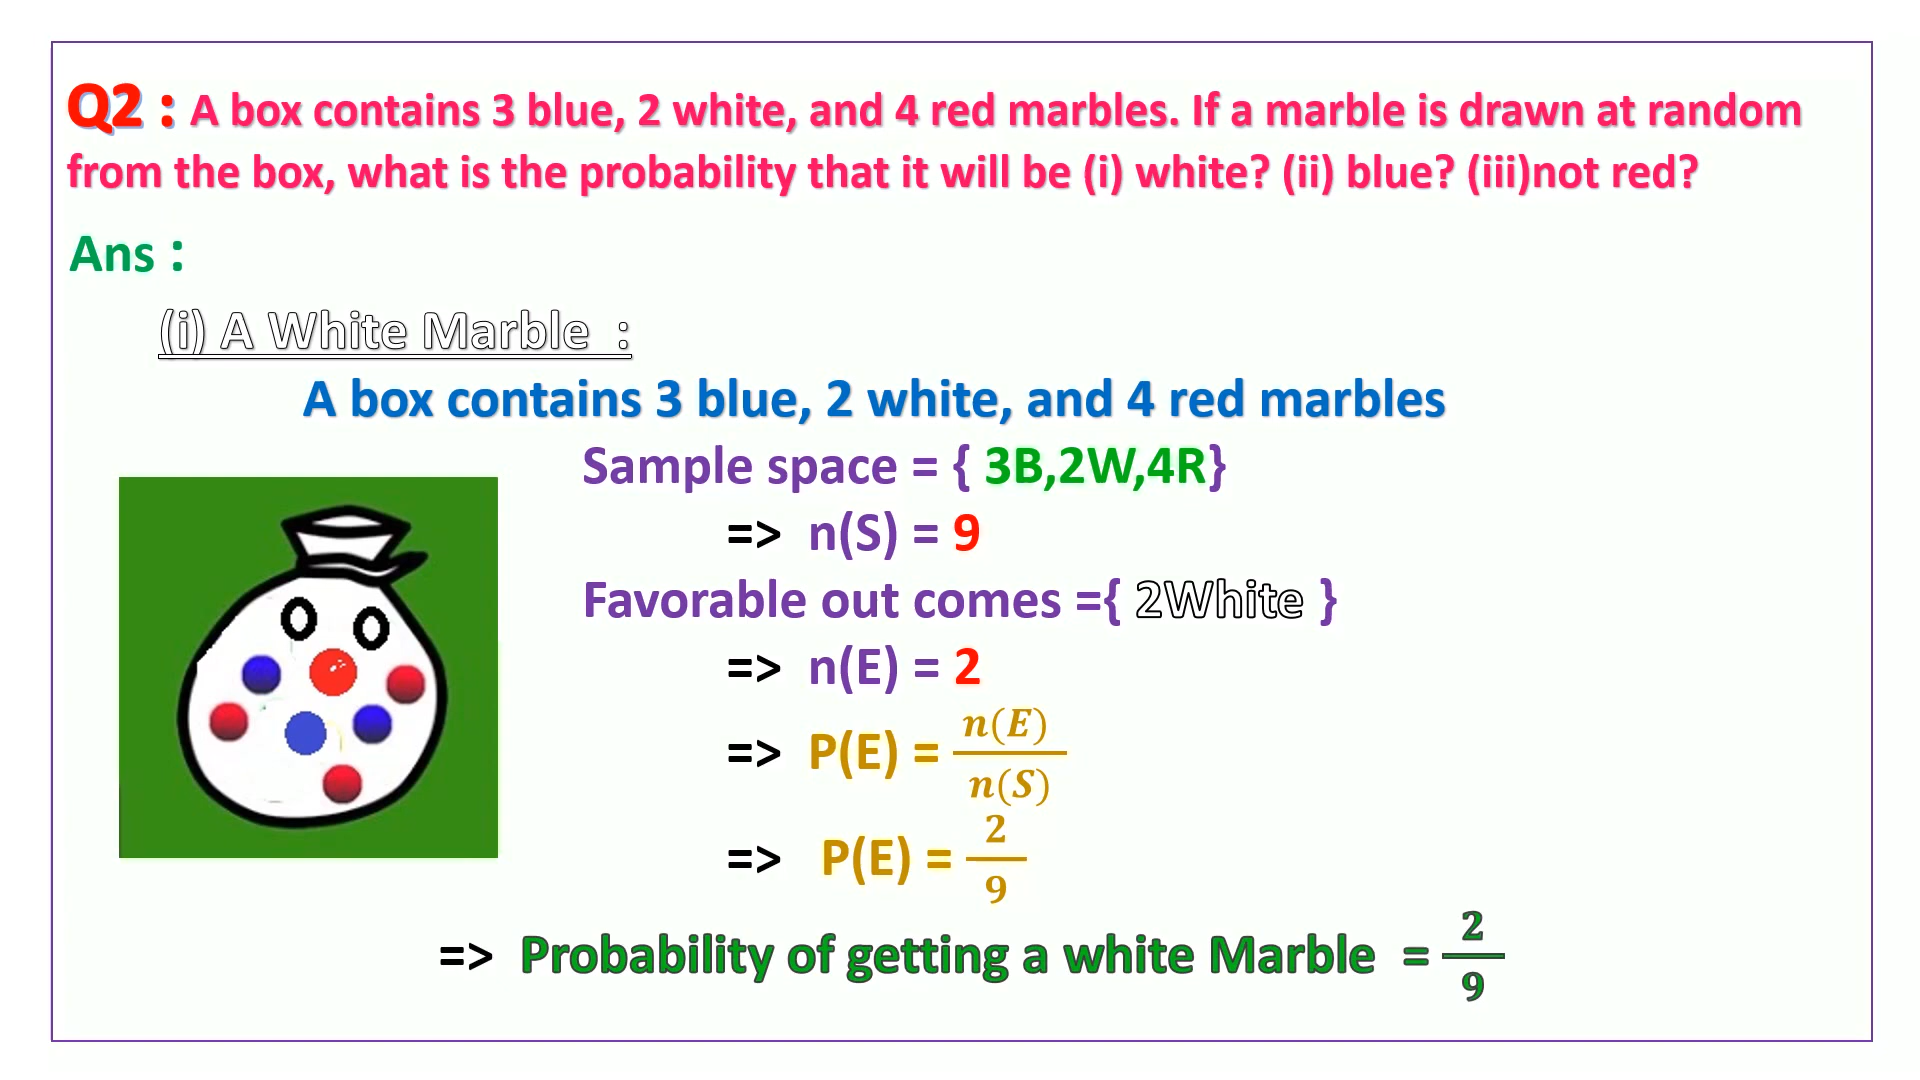 Q2 : A box contains 3 blue, 2 white, and 4 red marbles. If a marble is drawn at random
from the box, what is the probability that it will be (i) white? (ii) blue? (iii)not red?
Ans :
(i) A White Marble :
A box contains 3 blue, 2 white, and 4 red marbles
Sample space = { 3B,2W,4R}
=> n(S) = 9
Favorable out comes ={ 2White }
=> n(E) = 2
=> P(E) = n(E)/n(S)
=> P(E) = 2/9
=> Probability of getting a white Marble = 2/9